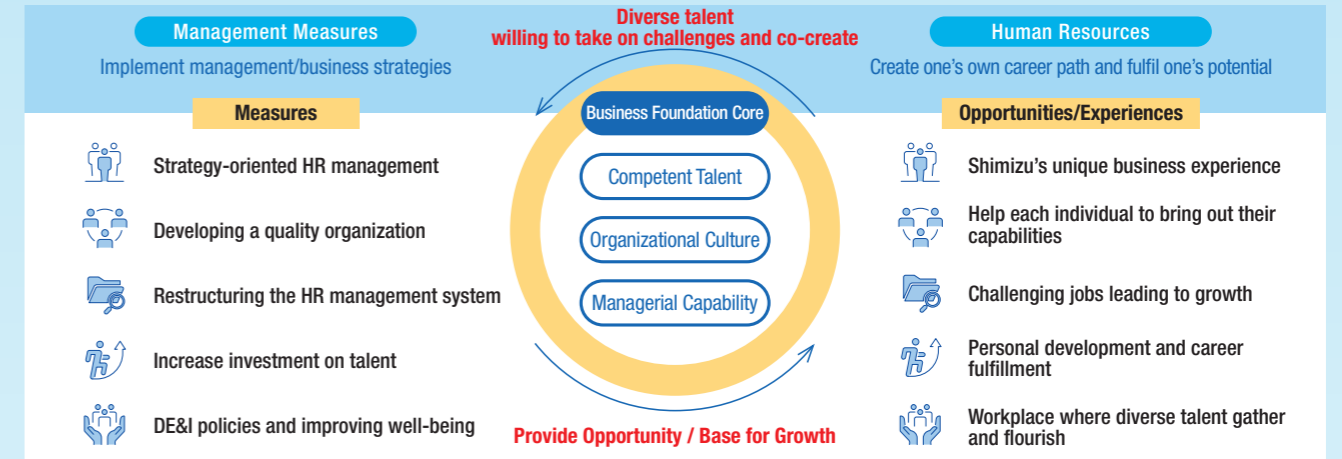 Management Measures
Implement management/business strategies
Measures
Strategy-oriented HR management
Developing a quality organization
Restructuring the HR management system
Increase investment on talent
DE&I policies and improving well-being
Diverse talent
willing to take on challenges and co-create
Business Foundation Core
Competent Talent
Organizational Culture
Managerial Capability
Provide Opportunity / Base for Growth
Human Resources
Create one's own career path and fulfil one's potential
Opportunities/Experiences
Shimizu's unique business experience
Help each individual to bring out their
capabilities
Challenging jobs leading to growth
Personal development and career
fulfillment
Workplace where diverse talent gather
and flourish